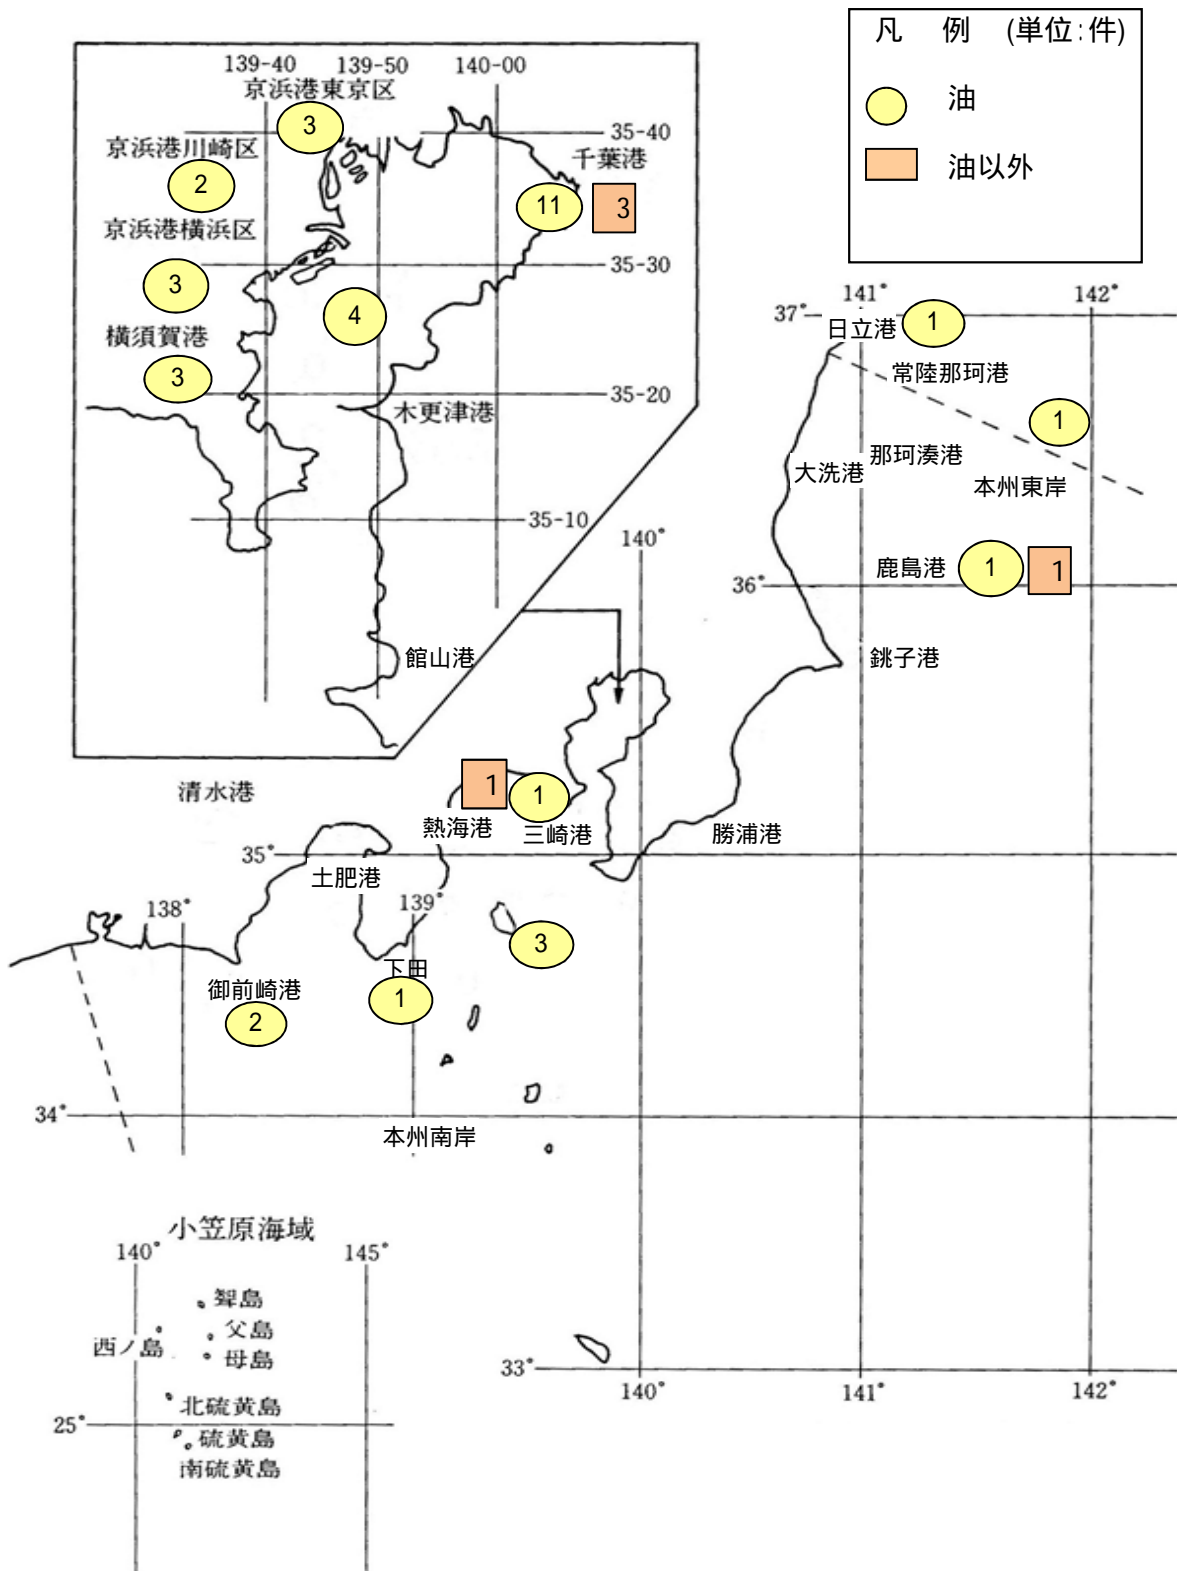 凡 例 (単位:件)
油
油以外
139-40 139-50 140-00
京浜港東京区
3
35-40
京浜港川崎区
千葉港
2
11
3
京浜港横浜区
35-30
3
4
横須賀港
3
35-20
木更津港
35-10
館山港
141° 142°
37°
日立港
1
常陸那珂港
1
那珂湊港
大洗港
本州東岸
140°
鹿島港
1
1
36°
銚子港
清水港
1
1
熱海港
三崎港
勝浦港
35°
土肥港
138°
139°
3
下田
御前崎港
1
2
34°
本州南岸
小笠原海域
140° 145°
聟島
父島
西ノ島
母島
33°
140° 141° 142°
北硫黄島
25°
硫黄島
南硫黄島